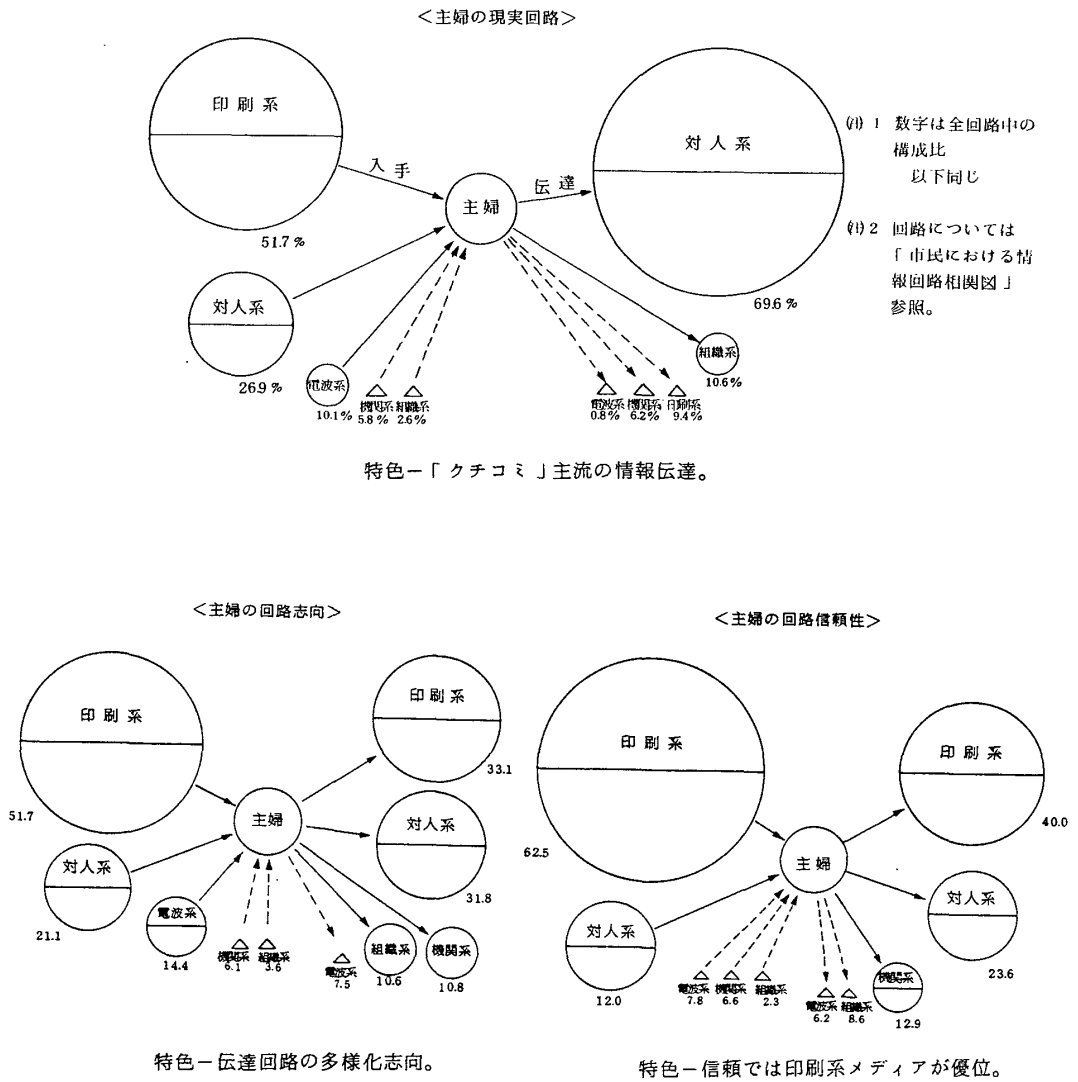 ＜主婦の現実回路＞
印刷系
51.7％
入手
対人系
26.9％
電波系
10.1％
機関系
5.8％
組織系
2.6％
主婦
伝達
対人系
69.6％
組織系
10.6％
電波系
0.8％
機関系
6.2％
印刷系
9.4％
(注)1 数字は全回路中の
構成比
以下同じ
(注)2 回路については
「市民における情
報回路相関図」
参照。
特色－「クチコミ」主流の情報伝達。
＜主婦の回路志向＞
印刷系
51.7
対人系
21.1
電波系
14.4
機関系
6.1
組織系
3.6
主婦
印刷系
33.1
対人系
31.8
電波系
7.5
組織系
10.6
機関系
10.8
特色－伝達回路の多様化志向。
＜主婦の回路信頼性＞
印刷系
62.5
対人系
12.0
電波系
7.8
機関系
6.6
組織系
2.3
主婦
印刷系
40.0
対人系
23.6
電波系
6.2
組織系
8.6
機関系
12.9
特色－信頼では印刷系メディアが優位。